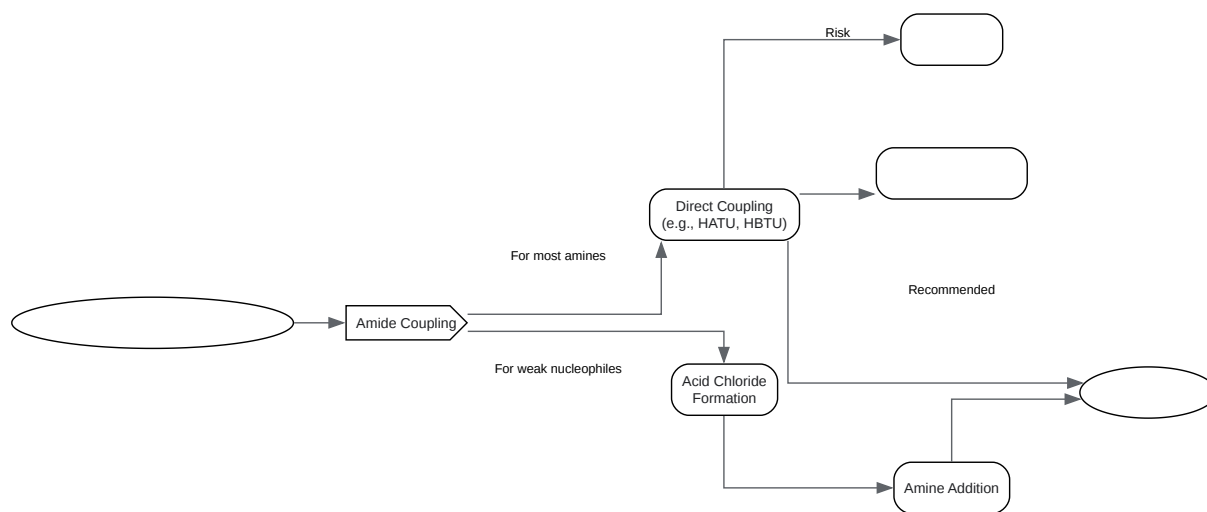 Risk
Direct Coupling
(e.g., HATU, HBTU)
For most amines
Recommended
Amide Coupling
For weak nucleophiles
Acid Chloride
Formation
Amine Addition